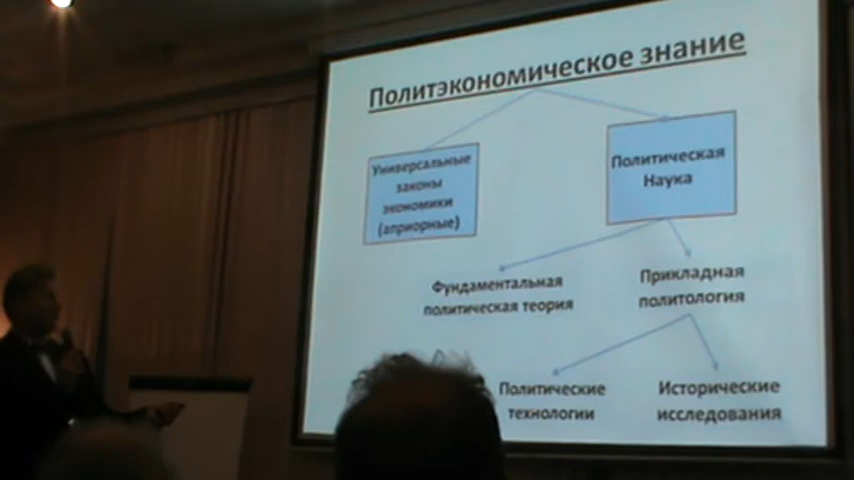 Политэкономическое знание
Универсальные
законы
экономики
(априорные)
Политическая
Наука
Фундаментальная
политическая теория
Прикладная
политология
Политические
технологии
Исторические
исследования